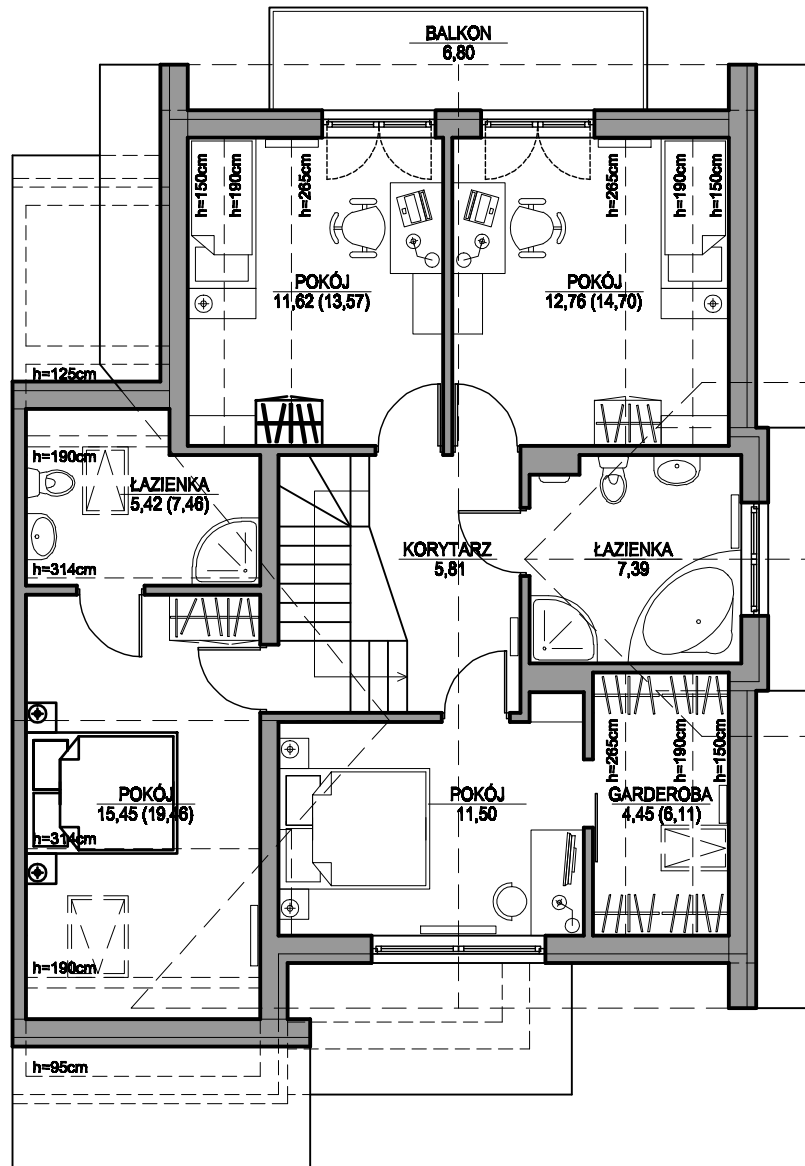 BALKON
6,80
h=150cm
h=190cm
h=265cm
h=265cm
h=190cm
h=150cm
POKÓJ
11,62 (13,57)
POKÓJ
12,76 (14,70)
h=125cm
h=190cm
ŁAZIENKA
5,42 (7,46)
h=314cm
KORYTARZ
5,81
ŁAZIENKA
7,39
h=265cm
h=190cm
h=150cm
POKÓJ
15,45 (19,46)
h=314cm
POKÓJ
11,50
GARDEROBA
4,45 (6,11)
h=190cm
h=95cm